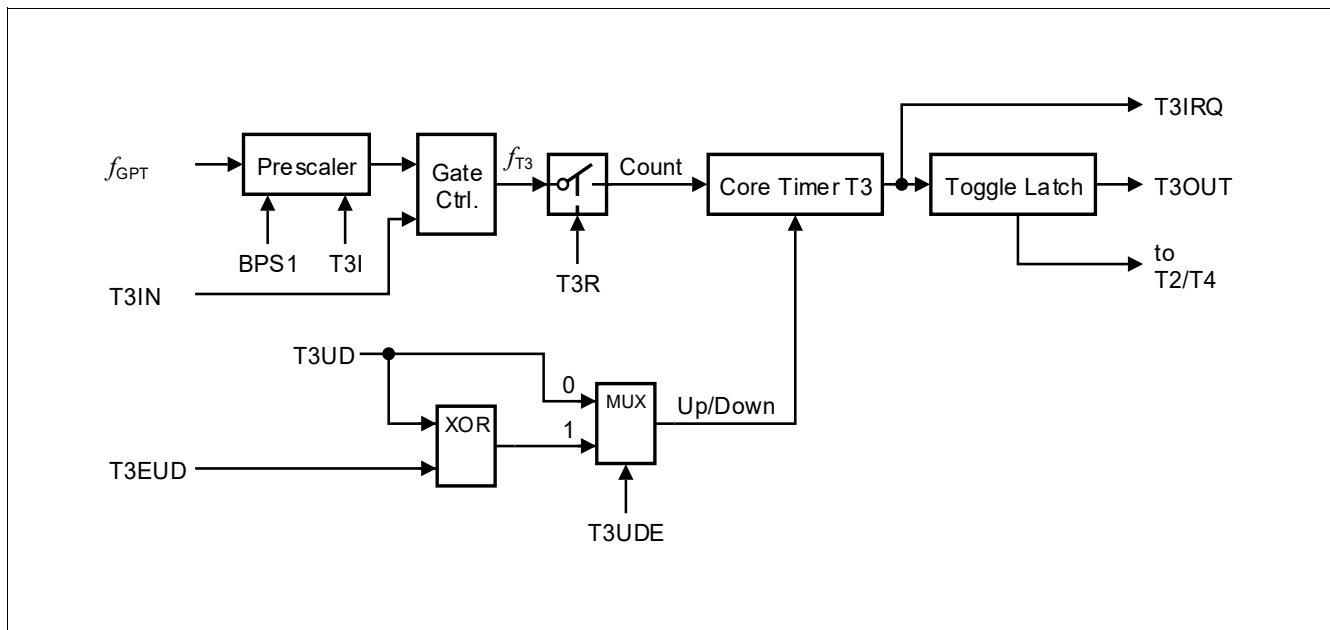 T3IRQ
fGPT
Prescaler
Gate
Ctrl.
fT3
Count
Core Timer T3
Toggle Latch
T3OUT
BPS1
T3I
T3R
to
T2/T4
T3IN
T3UD
0
MUX
Up/Down
XOR
1
T3EUD
T3UDE